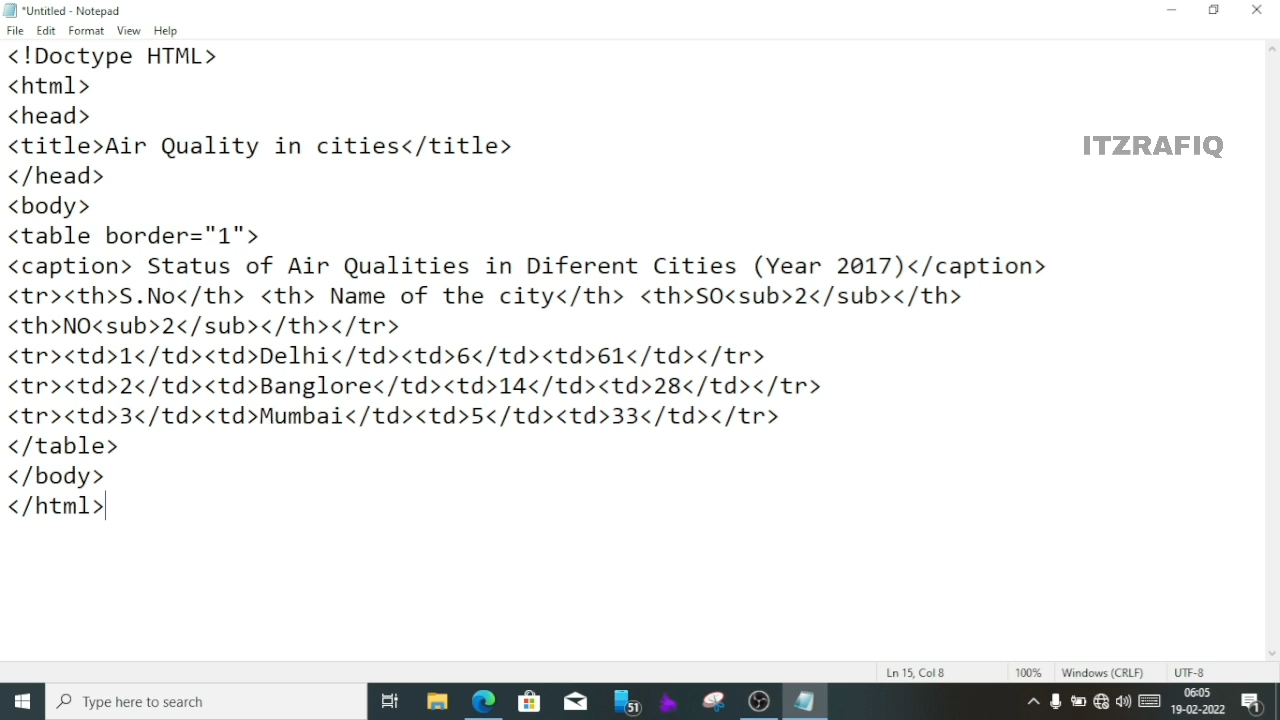 *Untitled - Notepad
File Edit Format View Help
<!Doctype HTML>
<html>
<head>
<title>Air Quality in cities</title>
ITZRAFIQ
</head>
<body>
<table border="1">
<caption> Status of Air Qualities in Diferent Cities (Year 2017)</caption>
<tr><th>S.No</th> <th> Name of the city</th> <th>SO<sub>2</sub></th>
<th>NO<sub>2</sub></th></tr>
<tr><td>1</td><td>Delhi</td><td>6</td><td>61</td></tr>
<tr><td>2</td><td>Banglore</td><td>14</td><td>28</td></tr>
<tr><td>3</td><td>Mumbai</td><td>5</td><td>33</td></tr>
</table>
</body>
</html>
Ln 15, Col 8 100% Windows (CRLF) UTF-8
Type here to search 51 06:05
19-02-2022 1